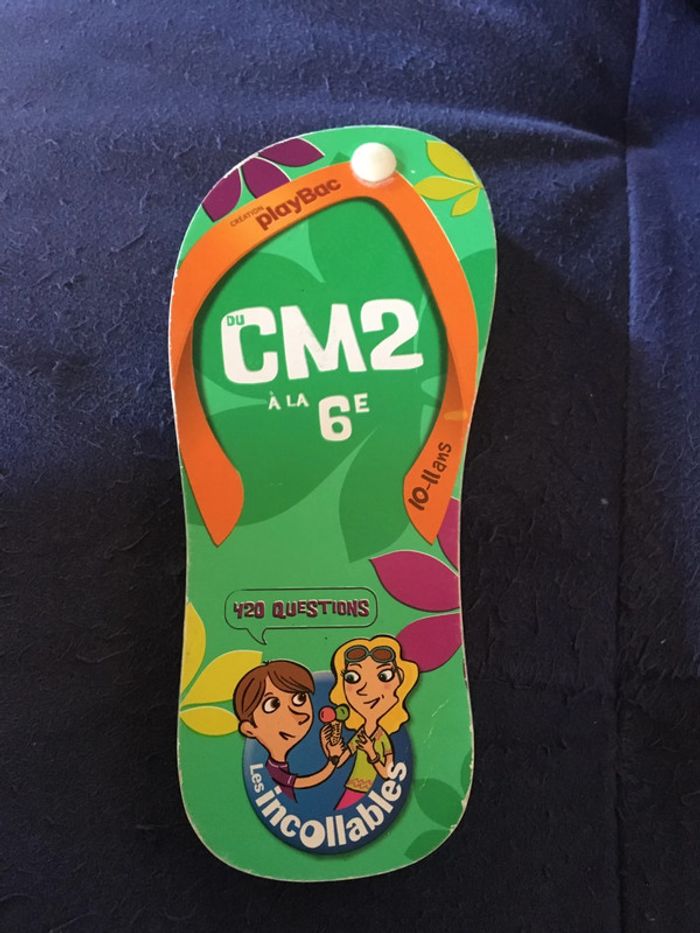 CRÉATION
playBac
DU
CM2
À LA
6E
10-11 ans
420 QUESTIONS
Les
incollables